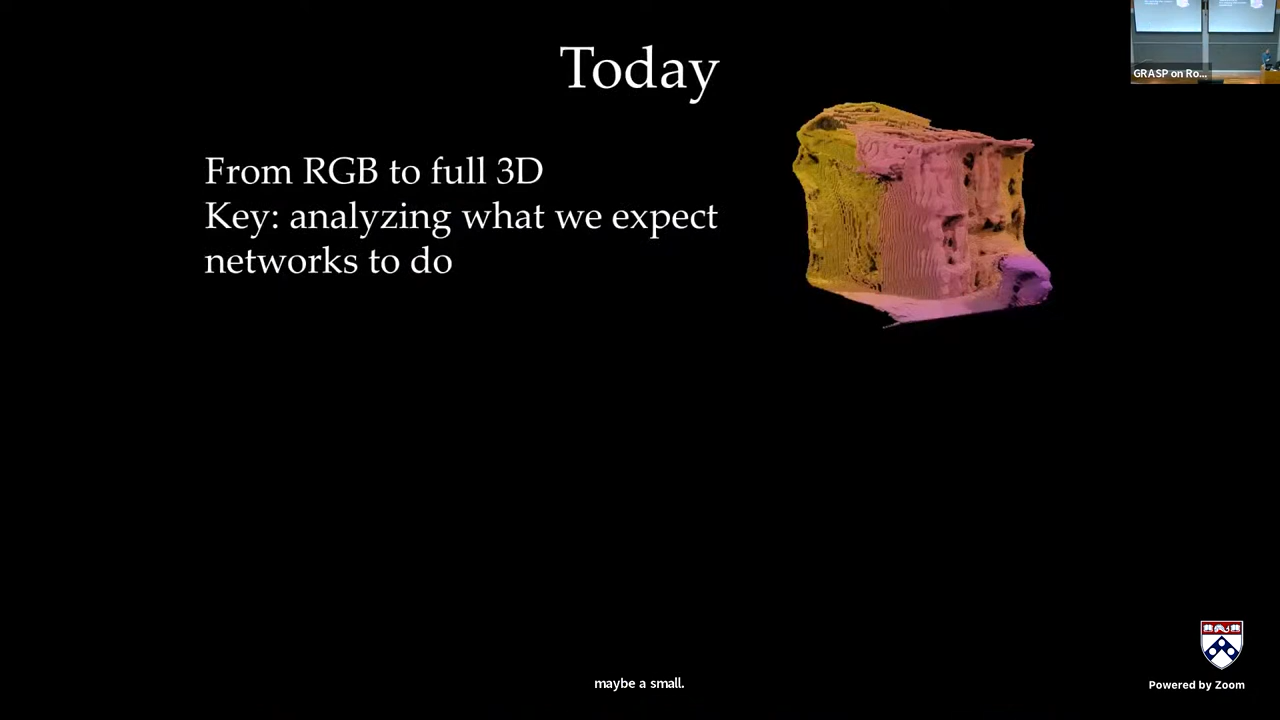 Today
GRASP on Ro...
From RGB to full 3D
Key: analyzing what we expect
networks to do
maybe a small.
Powered by Zoom